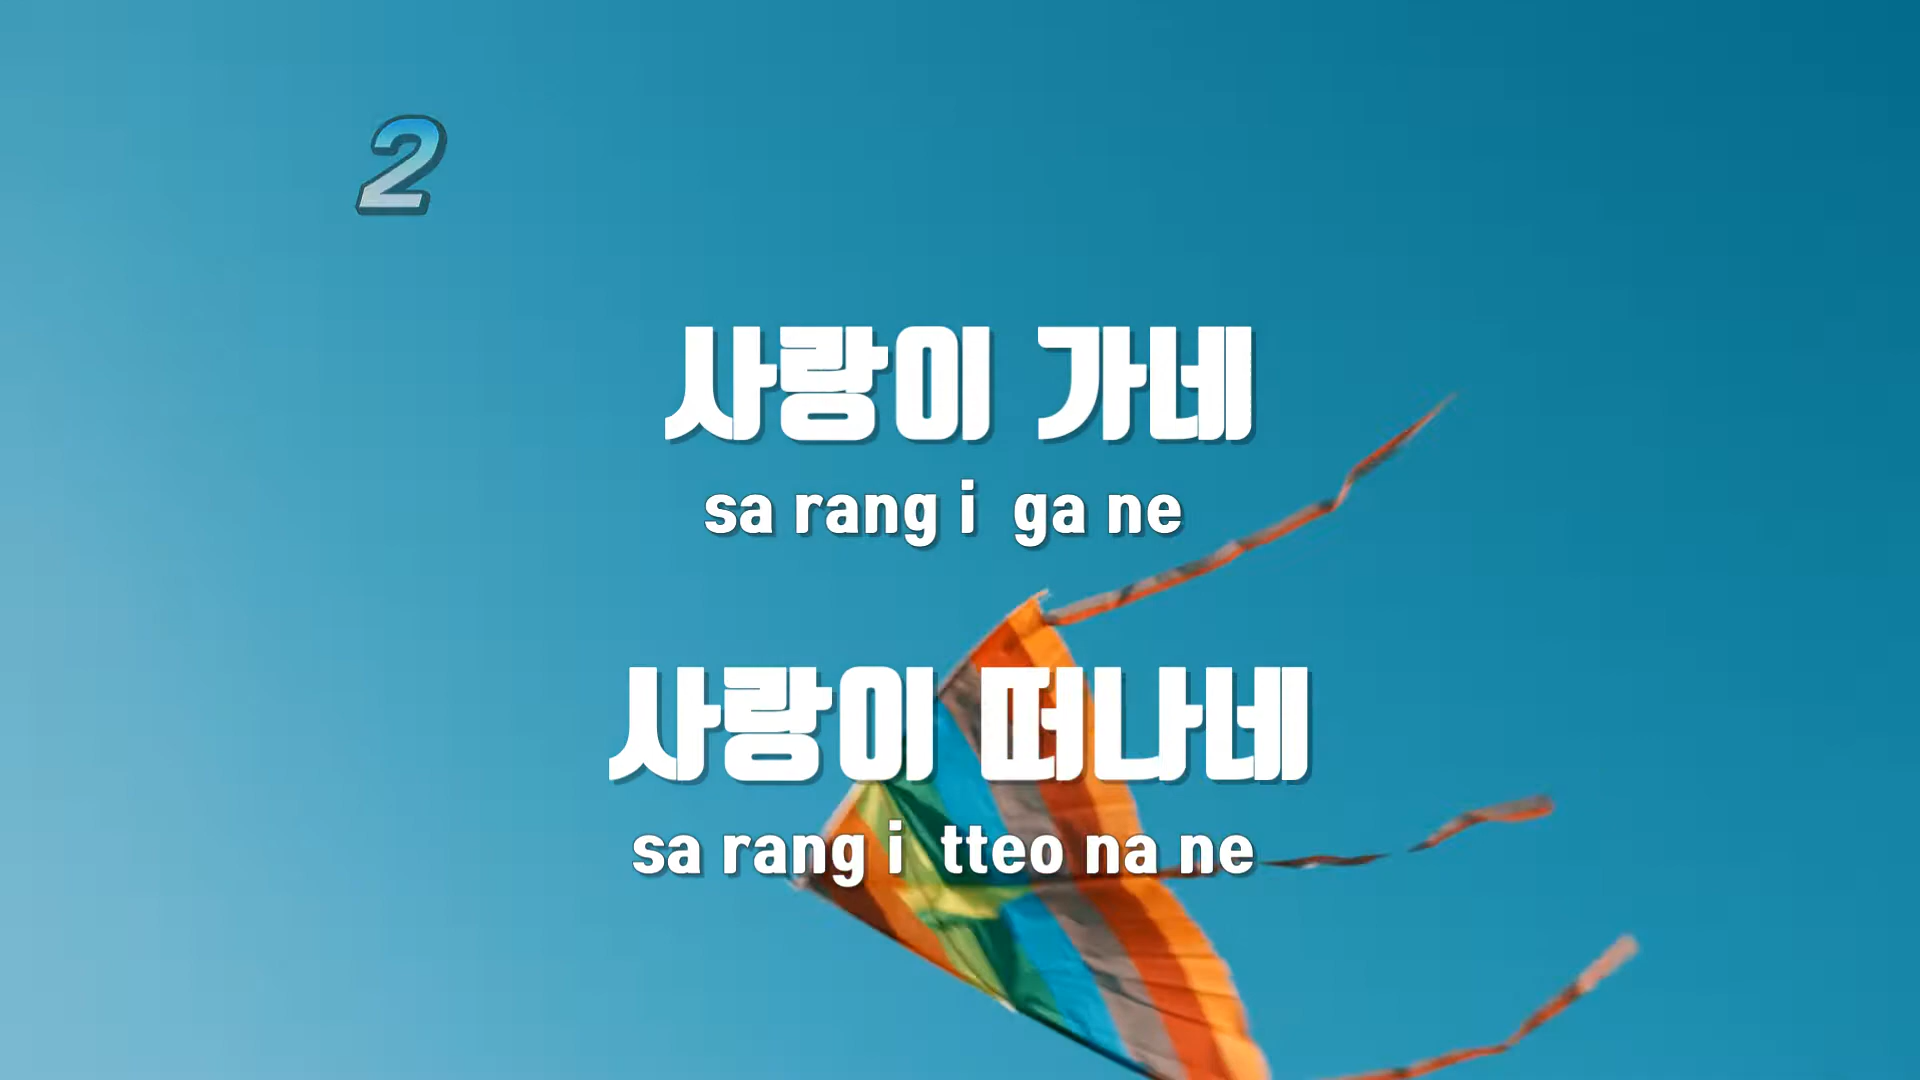 2
사랑이 가네
sa rang i ga ne
사랑이 떠나네
sa rang i tteo na ne